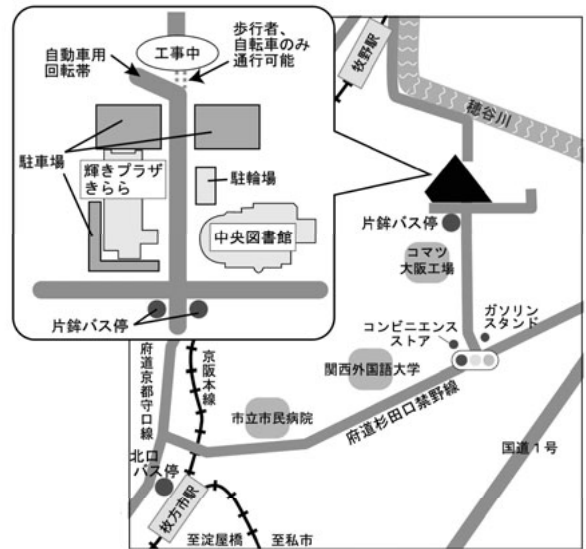 歩行者、
自転車のみ
通行可能
工事中
自動車用
回転帯
駐車場
輝きプラザ
きらら
駐輪場
中央図書館
片鉾バス停
牧野駅
穂谷川
片鉾バス停
コマツ
大阪工場
ガソリン
スタンド
コンビニエンス
ストア
関西外国語大学
府道杉田口禁野線
市立市民病院
国道1号
府道京都守口線
京阪本線
北口
バス停
枚方市駅
至淀屋橋
至私市